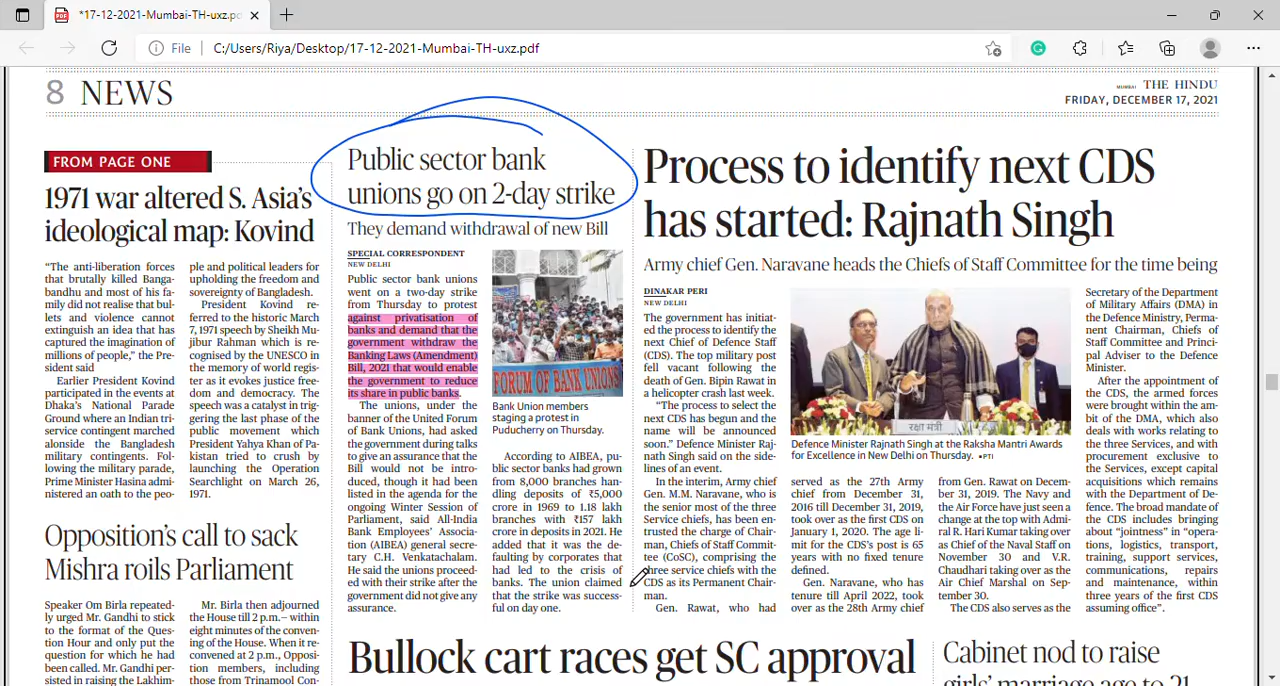 *17-12-2021-Mumbai-TH-uxz.pdf
File
C:/Users/Riya/Desktop/17-12-2021-Mumbai-TH-uxz.pdf
8 NEWS
MUMBAI THE HINDU
FRIDAY, DECEMBER 17, 2021
FROM PAGE ONE
1971 war altered S. Asia's
ideological map: Kovind
"The anti-liberation forces
that brutally killed Banga-
bandhu and most of his fa-
mily did not realise that bul-
lets and violence cannot
extinguish an idea that has
captured the imagination of
millions of people," the Pre-
sident said
Earlier President Kovind
participated in the events at
Dhaka's National Parade
Ground where an Indian tri-
service contingent marched
alongside the Bangladesh
military contingents. Fol-
lowing the military parade,
Prime Minister Hasina admi-
nistered an oath to the peo-
ple and political leaders for
upholding the freedom and
sovereignty of Bangladesh.
President Kovind re-
ferred to the historic March
7, 1971 speech by Sheikh Mu-
jibur Rahman which is re-
cognised by the UNESCO in
the memory of world regis-
ter as it evokes justice free-
dom and democracy. The
speech was a catalyst in trig-
gering the last phase of the
public movement which
President Yahya Khan of Pa-
kistan tried to crush by
launching the Operation
Searchlight on March 26,
1971.
Opposition's call to sack
Mishra roils Parliament
Speaker Om Birla repeated-
ly urged Mr. Gandhi to stick
to the format of the Ques-
tion Hour and only put the
question for which he had
been called. Mr. Gandhi per-
sisted in raising the Lakhim-
Mr. Birla then adjourned
the House till 2 p.m.— within
eight minutes of the conven-
ing of the House. When it re-
convened at 2 p.m., Opposi-
tion members, including
those from Trinamool Con-
Public sector bank
unions go on 2-day strike
They demand withdrawal of new Bill
SPECIAL CORRESPONDENT
NEW DELHI
Public sector bank unions
went on a two-day strike
from Thursday to protest
against privatisation of
banks and demand that the
government withdraw the
Banking Laws (Amendment)
Bill, 2021 that would enable
the government to reduce
its share in public banks.
The unions, under the
banner of the United Forum
of Bank Unions, had asked
the government during talks
to give an assurance that the
Bill would not be intro-
duced, though it had been
listed in the agenda for the
ongoing Winter Session of
Parliament, said All-India
Bank Employees' Associa-
tion (AIBEA) general secre-
tary C.H. Venkatachalam.
He said the unions proceed-
ed with their strike after the
government did not give any
assurance.
FORUM OF BANK UNIONS
Bank Union members
staging a protest in
Puducherry on Thursday.
According to AIBEA, pu-
blic sector banks had grown
from 8,000 branches han-
dling deposits of ₹5,000
crore in 1969 to 1.18 lakh
branches with ₹157 lakh
crore in deposits in 2021. He
added that it was the de-
faulting by corporates that
had led to the crisis of
banks. The union claimed
that the strike was success-
ful on day one.
Process to identify next CDS
has started: Rajnath Singh
Army chief Gen. Naravane heads the Chiefs of Staff Committee for the time being
DINAKAR PERI
NEW DELHI
The government has initiat-
ed the process to identify the
next Chief of Defence Staff
(CDS). The top military post
fell vacant following the
death of Gen. Bipin Rawat in
a helicopter crash last week.
"The process to select the
next CDS has begun and the
name will be announced
soon." Defence Minister Raj-
nath Singh said on the side-
lines of an event.
In the interim, Army chief
Gen. M.M. Naravane, who is
the senior most of the three
Service chiefs, has been en-
trusted the charge of Chair-
man, Chiefs of Staff Commit-
tee (CoSC), comprising the
three service chiefs with the
CDS as its Permanent Chair-
man.
Gen. Rawat, who had
रक्षा मंत्री
Defence Minister Rajnath Singh at the Raksha Mantri Awards
for Excellence in New Delhi on Thursday. ▪PTI
served as the 27th Army
chief from December 31,
2016 till December 31, 2019,
took over as the first CDS on
January 1, 2020. The age li-
mit for the CDS's post is 65
years with no fixed tenure
defined.
Gen. Naravane, who has
tenure till April 2022, took
over as the 28th Army chief
from Gen. Rawat on Decem-
ber 31, 2019. The Navy and
the Air Force have just seen a
change at the top with Admi-
ral R. Hari Kumar taking over
as Chief of the Naval Staff on
November 30 and V.R.
Chaudhari taking over as the
Air Chief Marshal on Sep-
tember 30.
The CDS also serves as the
Secretary of the Department
of Military Affairs (DMA) in
the Defence Ministry, Perma-
nent Chairman, Chiefs of
Staff Committee and Princi-
pal Adviser to the Defence
Minister.
After the appointment of
the CDS, the armed forces
were brought within the am-
bit of the DMA, which also
deals with works relating to
the three Services, and with
procurement exclusive to
the Services, except capital
acquisitions which remains
with the Department of De-
fence. The broad mandate of
the CDS includes bringing
about "jointness" in "opera-
tions, logistics, transport,
training, support services,
communications, repairs
and maintenance, within
three years of the first CDS
assuming office".
Bullock cart races get SC approval
Cabinet nod to raise
girls' marriage age to 21